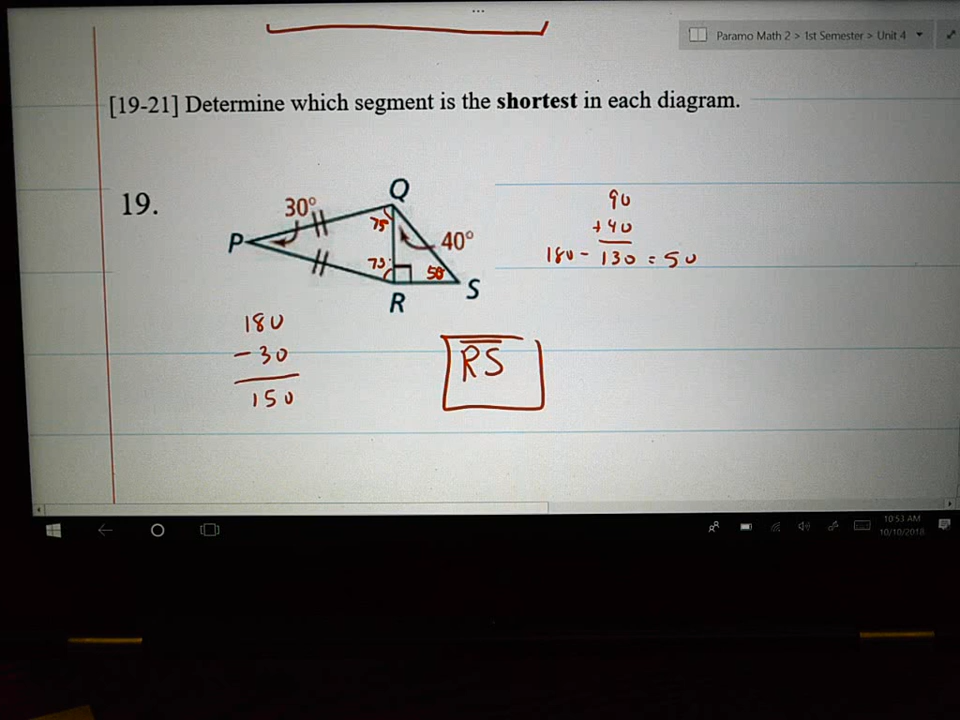 ...
Paramo Math 2 > 1st Semester > Unit 4
[19-21] Determine which segment is the shortest in each diagram.
19.
Q
30°
75
P
40°
75
50
S
R
90
+40
180 - 130 = 50
180
-30
150
RS
10:53 AM
10/10/2018